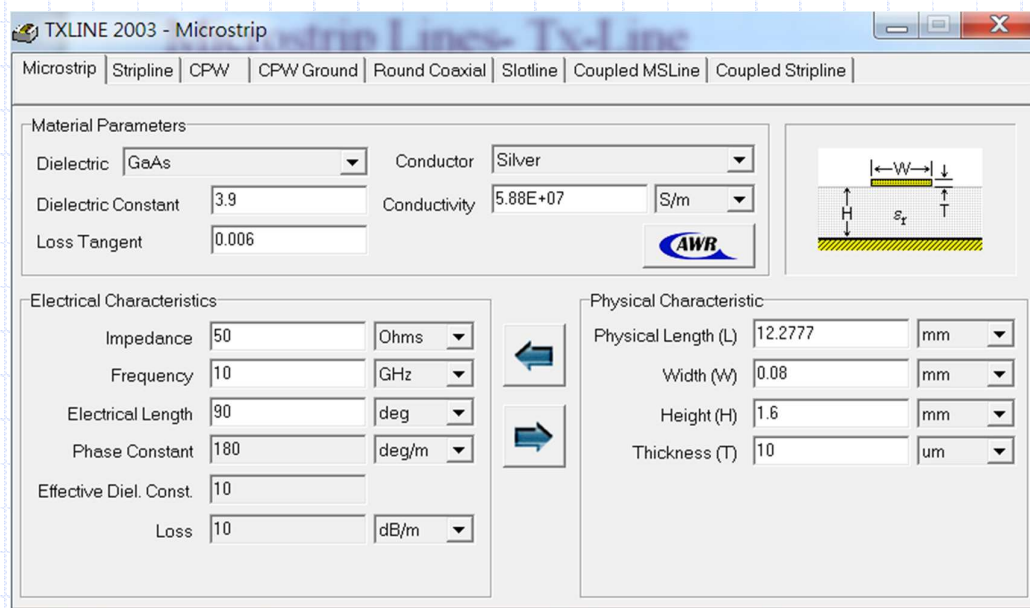 Microstrip Lines- Tx-Line
TXLINE 2003 - Microstrip
Microstrip
Stripline
CPW
CPW Ground
Round Coaxial
Slotline
Coupled MSLine
Coupled Stripline
Material Parameters
Dielectric GaAs
Conductor Silver
Dielectric Constant 3.9
Conductivity 5.88E+07 S/m
Loss Tangent 0.006
AWR
W
H
εr
T
Electrical Characteristics
Impedance 50 Ohms
Frequency 10 GHz
Electrical Length 90 deg
Phase Constant 180 deg/m
Effective Diel. Const. 10
Loss 10 dB/m
Physical Characteristic
Physical Length (L) 12.2777 mm
Width (W) 0.08 mm
Height (H) 1.6 mm
Thickness (T) 10 um